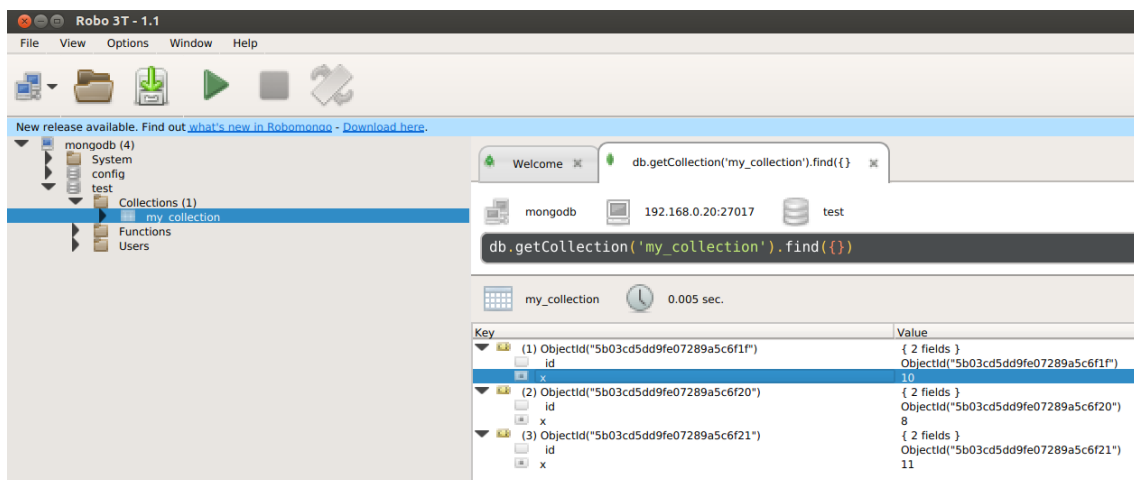 Robo 3T - 1.1
File View Options Window Help
New release available. Find out what's new in Robomongo - Download here.
mongodb (4)
System
config
test
Collections (1)
my_collection
Functions
Users
Welcome db.getCollection('my_collection').find({}
mongodb 192.168.0.20:27017 test
db.getCollection('my_collection').find({})
my_collection 0.005 sec.
Key Value
(1) ObjectId("5b03cd5dd9fe07289a5c6f1f") { 2 fields }
_id ObjectId("5b03cd5dd9fe07289a5c6f1f")
x 10
(2) ObjectId("5b03cd5dd9fe07289a5c6f20") { 2 fields }
_id ObjectId("5b03cd5dd9fe07289a5c6f20")
x 8
(3) ObjectId("5b03cd5dd9fe07289a5c6f21") { 2 fields }
_id ObjectId("5b03cd5dd9fe07289a5c6f21")
x 11